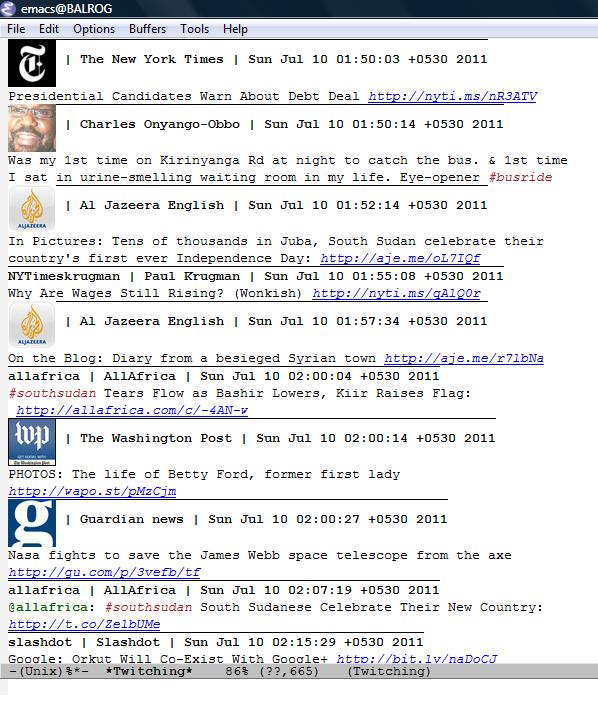 emacs@BALROG
File Edit Options Buffers Tools Help
| The New York Times | Sun Jul 10 01:50:03 +0530 2011
Presidential Candidates Warn About Debt Deal http://nyti.ms/nR3ATV
| Charles Onyango-Obbo | Sun Jul 10 01:50:14 +0530 2011
Was my 1st time on Kirinyanga Rd at night to catch the bus. & 1st time
I sat in urine-smelling waiting room in my life. Eye-opener #busride
ALJAZEERA
| Al Jazeera English | Sun Jul 10 01:52:14 +0530 2011
In Pictures: Tens of thousands in Juba, South Sudan celebrate their
country's first ever Independence Day: http://aje.me/oL7IQf
NYTimeskrugman | Paul Krugman | Sun Jul 10 01:55:08 +0530 2011
Why Are Wages Still Rising? (Wonkish) http://nyti.ms/qAlQ0r
ALJAZEERA
| Al Jazeera English | Sun Jul 10 01:57:34 +0530 2011
On the Blog: Diary from a besieged Syrian town http://aje.me/r7lbNa
allafrica | AllAfrica | Sun Jul 10 02:00:04 +0530 2011
#southsudan Tears Flow as Bashir Lowers, Kiir Raises Flag:
http://allafrica.com/c/-4AN-w
wp
GET SOCIAL WITH
The Washington Post
| The Washington Post | Sun Jul 10 02:00:14 +0530 2011
PHOTOS: The life of Betty Ford, former first lady
http://wapo.st/pMzCjm
g
| Guardian news | Sun Jul 10 02:00:27 +0530 2011
Nasa fights to save the James Webb space telescope from the axe
http://gu.com/p/3vefb/tf
allafrica | AllAfrica | Sun Jul 10 02:07:19 +0530 2011
@allafrica: #southsudan South Sudanese Celebrate Their New Country:
http://t.co/ZelbUMe
slashdot | Slashdot | Sun Jul 10 02:15:29 +0530 2011
Google: Orkut Will Co-Exist With Google+ http://bit.ly/naDoCJ
-(Unix)%*- *Twitching* 86% (??,665) (Twitching)